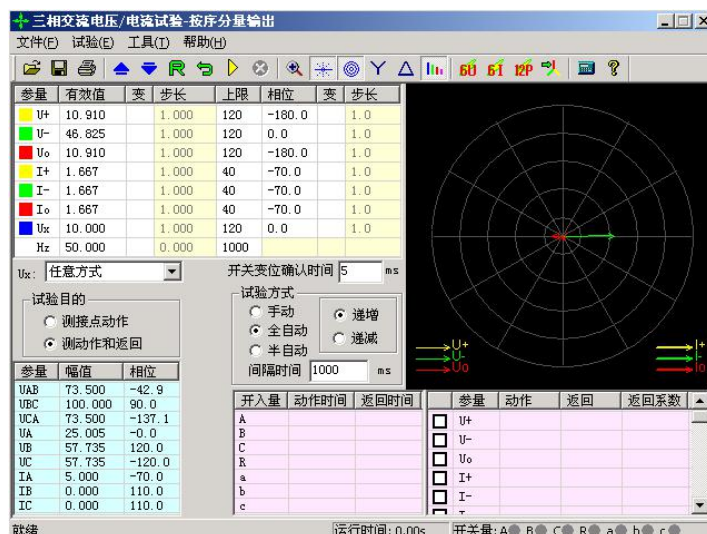 三相交流电压/电流试验-按序分量输出
文件(F) 试验(E) 工具(T) 帮助(H)
6U 6I 12P
参量 有效值 变 步长 上限 相位 变 步长
U+ 10.910 1.000 120 -180.0 1.0
U- 46.825 1.000 120 0.0 1.0
Uo 10.910 1.000 120 -180.0 1.0
I+ 1.667 1.000 40 -70.0 1.0
I- 1.667 1.000 40 -70.0 1.0
Io 1.667 1.000 40 -70.0 1.0
Ux 10.000 1.000 120 0.0 1.0
Hz 50.000 0.000 1000
Ux: 任意方式
开关变位确认时间 5 ms
试验目的
测接点动作
测动作和返回
试验方式
手动
全自动
半自动
递增
递减
间隔时间 1000 ms
U+
U-
Uo
I+
I-
Io
参量 幅值 相位
UAB 73.500 -42.9
UBC 100.000 90.0
UCA 73.500 -137.1
UA 25.005 -0.0
UB 57.735 120.0
UC 57.735 -120.0
IA 5.000 -70.0
IB 0.000 110.0
IC 0.000 110.0
开入量 动作时间 返回时间
A
B
C
R
a
b
c
参量 动作 返回 返回系数
U+
U-
Uo
I+
I-
就绪
运行时间: 0.00s
开关量: A B C R a b c